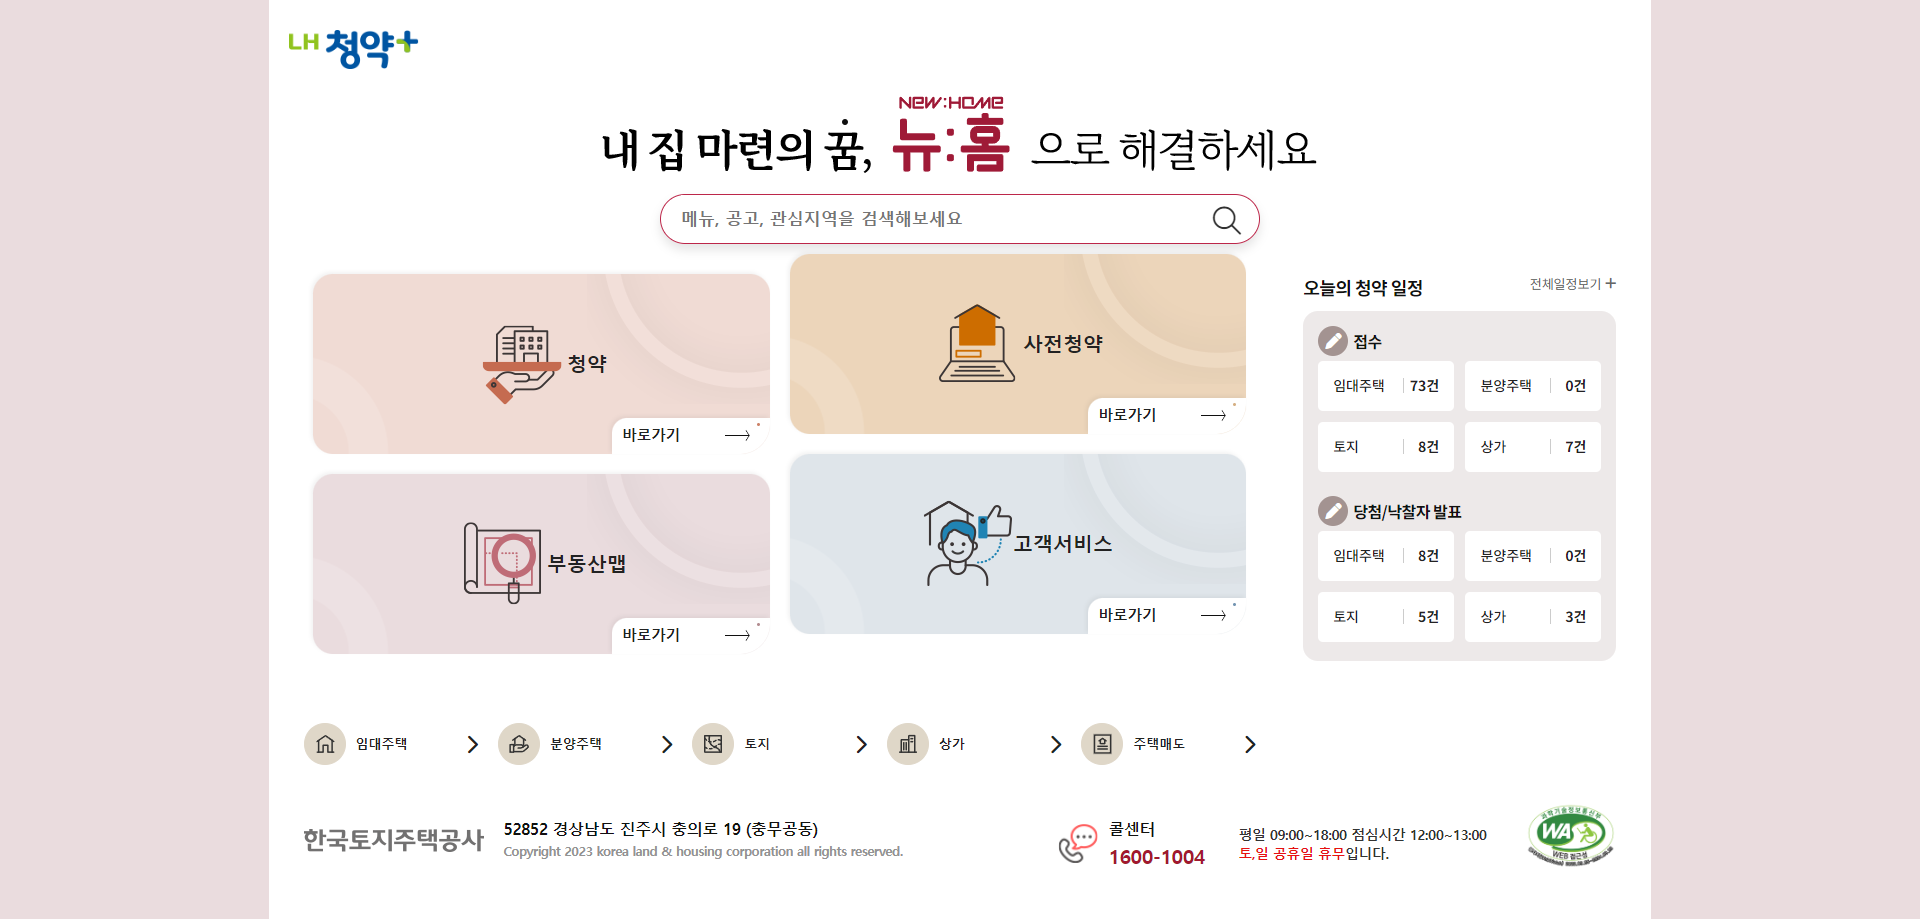 LH 청약+
NEW:HOME
내 집 마련의 꿈, 뉴:홈 으로 해결하세요
메뉴, 공고, 관심지역을 검색해보세요
청약
바로가기
사전청약
바로가기
부동산맵
바로가기
고객서비스
바로가기
오늘의 청약 일정
전체일정보기 +
접수
임대주택 73건
분양주택 0건
토지 8건
상가 7건
당첨/낙찰자 발표
임대주택 8건
분양주택 0건
토지 5건
상가 3건
임대주택
분양주택
토지
상가
주택매도
한국토지주택공사
52852 경상남도 진주시 충의로 19 (충무공동)
Copyright 2023 korea land & housing corporation all rights reserved.
콜센터
1600-1004
평일 09:00~18:00 점심시간 12:00~13:00
토,일 공휴일 휴무입니다.
과학기술정보통신부
WA
WEB 접근성